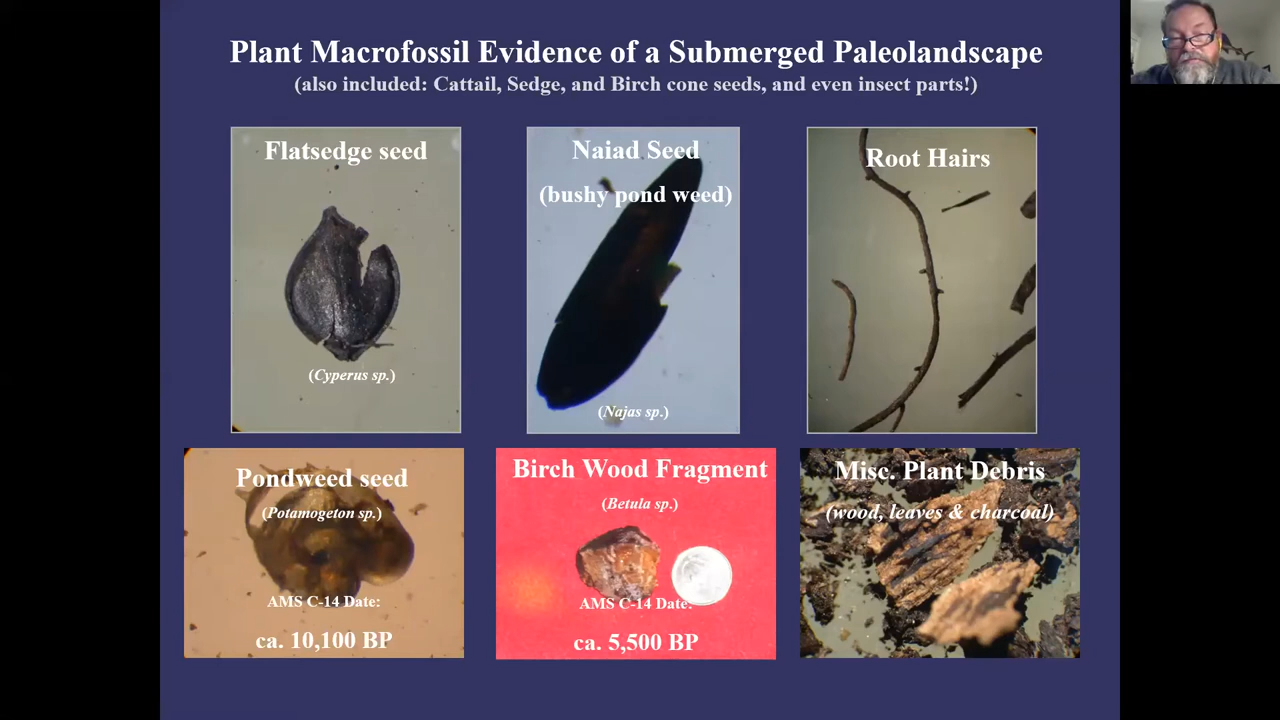 Plant Macrofossil Evidence of a Submerged Paleolandscape
(also included: Cattail, Sedge, and Birch cone seeds, and even insect parts!)
Flatsedge seed
(Cyperus sp.)
Naiad Seed
(bushy pond weed)
(Najas sp.)
Root Hairs
Pondweed seed
(Potamogeton sp.)
AMS C-14 Date:
ca. 10,100 BP
Birch Wood Fragment
(Betula sp.)
AMS C-14 Date:
ca. 5,500 BP
Misc. Plant Debris
(wood, leaves & charcoal)